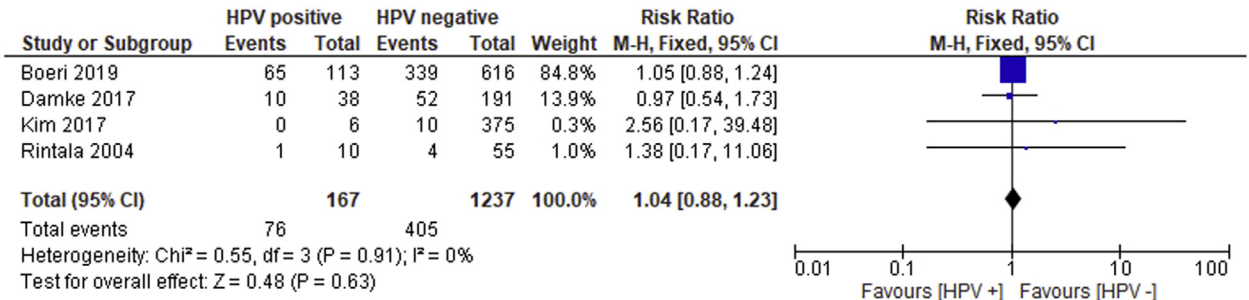 HPV positive HPV negative Risk Ratio Risk Ratio
Study or Subgroup Events Total Events Total Weight M-H, Fixed, 95% CI M-H, Fixed, 95% CI
Boeri 2019 65 113 339 616 84.8% 1.05 [0.88, 1.24]
Damke 2017 10 38 52 191 13.9% 0.97 [0.54, 1.73]
Kim 2017 0 6 10 375 0.3% 2.56 [0.17, 39.48]
Rintala 2004 1 10 4 55 1.0% 1.38 [0.17, 11.06]
Total (95% CI) 167 1237 100.0% 1.04 [0.88, 1.23]
Total events 76 405
Heterogeneity: Chi² = 0.55, df = 3 (P = 0.91); I² = 0%
Test for overall effect: Z = 0.48 (P = 0.63)
0.01 0.1 1 10 100
Favours [HPV +] Favours [HPV -]